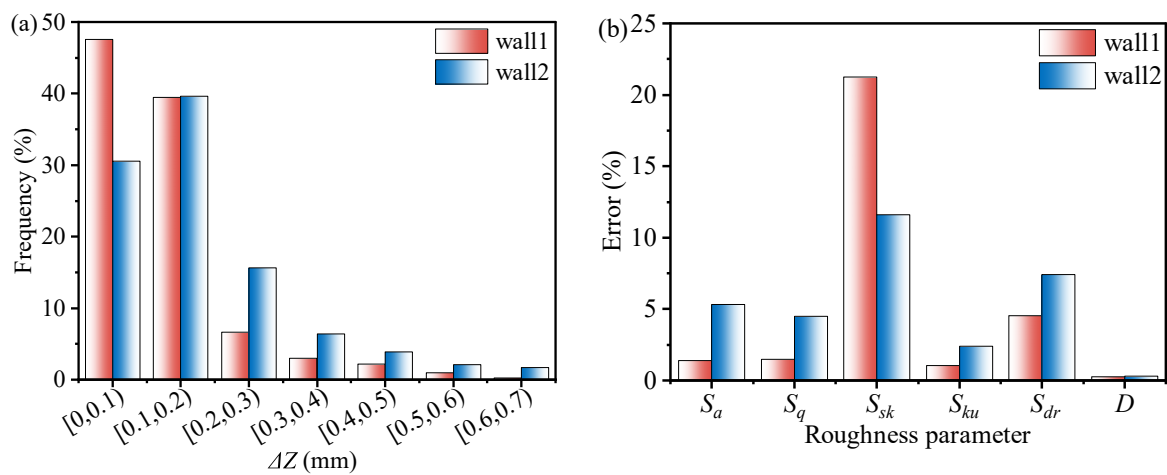 (a)
50
40
30
20
10
0
Frequency (%)
wall1
wall2
[0,0.1)
[0.1,0.2)
[0.2,0.3)
[0.3,0.4)
[0.4,0.5)
[0.5,0.6)
[0.6,0.7)
ΔZ (mm)
(b)
25
20
15
10
5
0
Error (%)
wall1
wall2
Sa
Sq
Ssk
Sku
Sdr
D
Roughness parameter